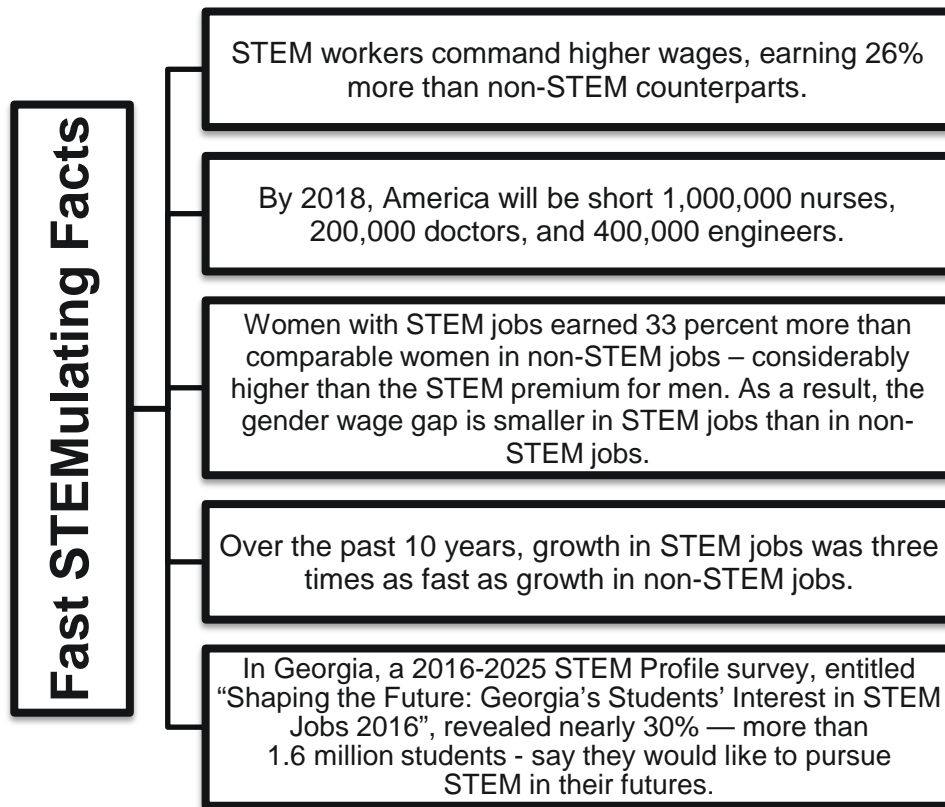 Fast STEMulating Facts
STEM workers command higher wages, earning 26%
more than non-STEM counterparts.
By 2018, America will be short 1,000,000 nurses,
200,000 doctors, and 400,000 engineers.
Women with STEM jobs earned 33 percent more than
comparable women in non-STEM jobs – considerably
higher than the STEM premium for men. As a result, the
gender wage gap is smaller in STEM jobs than in non-
STEM jobs.
Over the past 10 years, growth in STEM jobs was three
times as fast as growth in non-STEM jobs.
In Georgia, a 2016-2025 STEM Profile survey, entitled
“Shaping the Future: Georgia’s Students’ Interest in STEM
Jobs 2016”, revealed nearly 30% — more than
1.6 million students - say they would like to pursue
STEM in their futures.